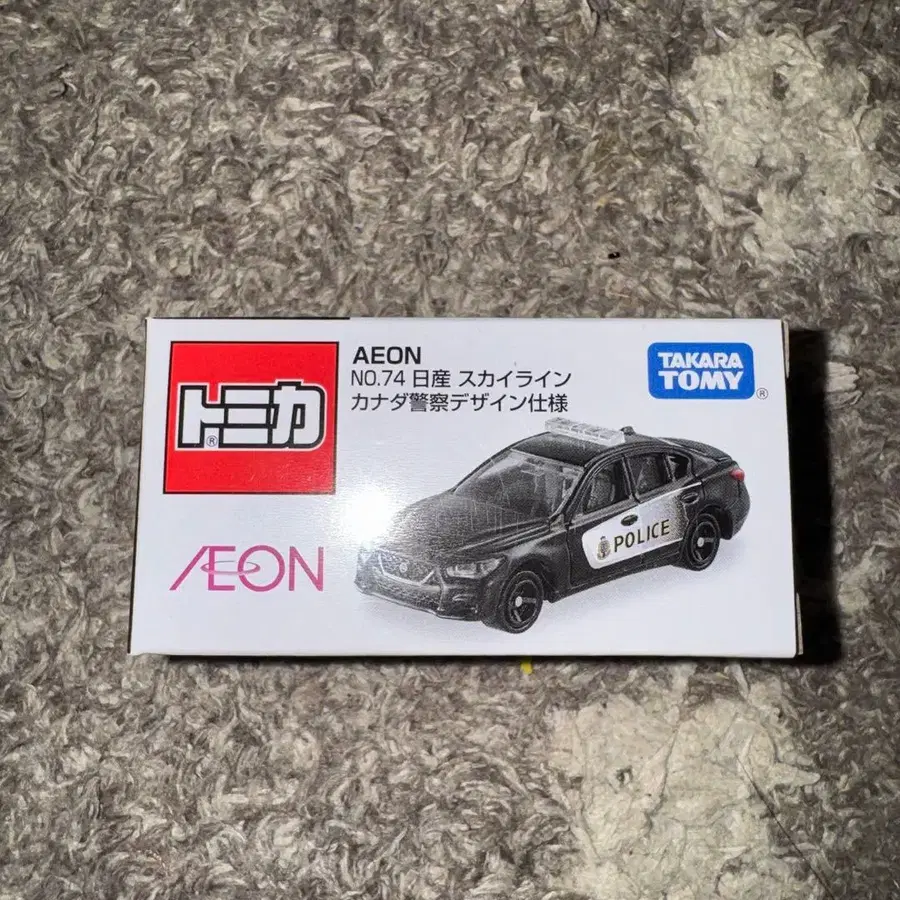 トミカ®
AEON
NO.74 日産 スカイライン
カナダ警察デザイン仕様
TAKARA
TOMY®
ÆON
POLICE